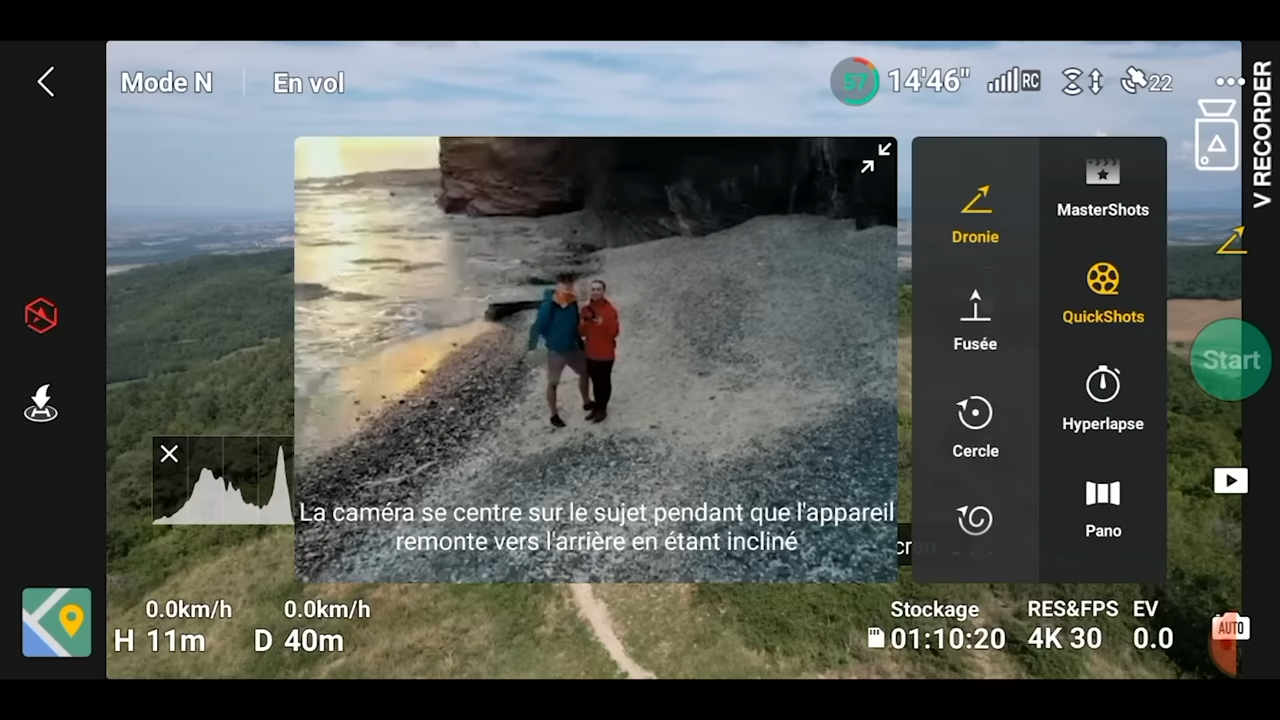 Mode N
En vol
57
14'46"
RC
22
V RECORDER
MasterShots
Dronie
QuickShots
Fusée
Start
Hyperlapse
Cercle
Pano
La caméra se centre sur le sujet pendant que l'appareil
remonte vers l'arrière en étant incliné
cran
0.0km/h
0.0km/h
H 11m
D 40m
Stockage
RES&FPS
EV
01:10:20
4K 30
0.0
AUTO